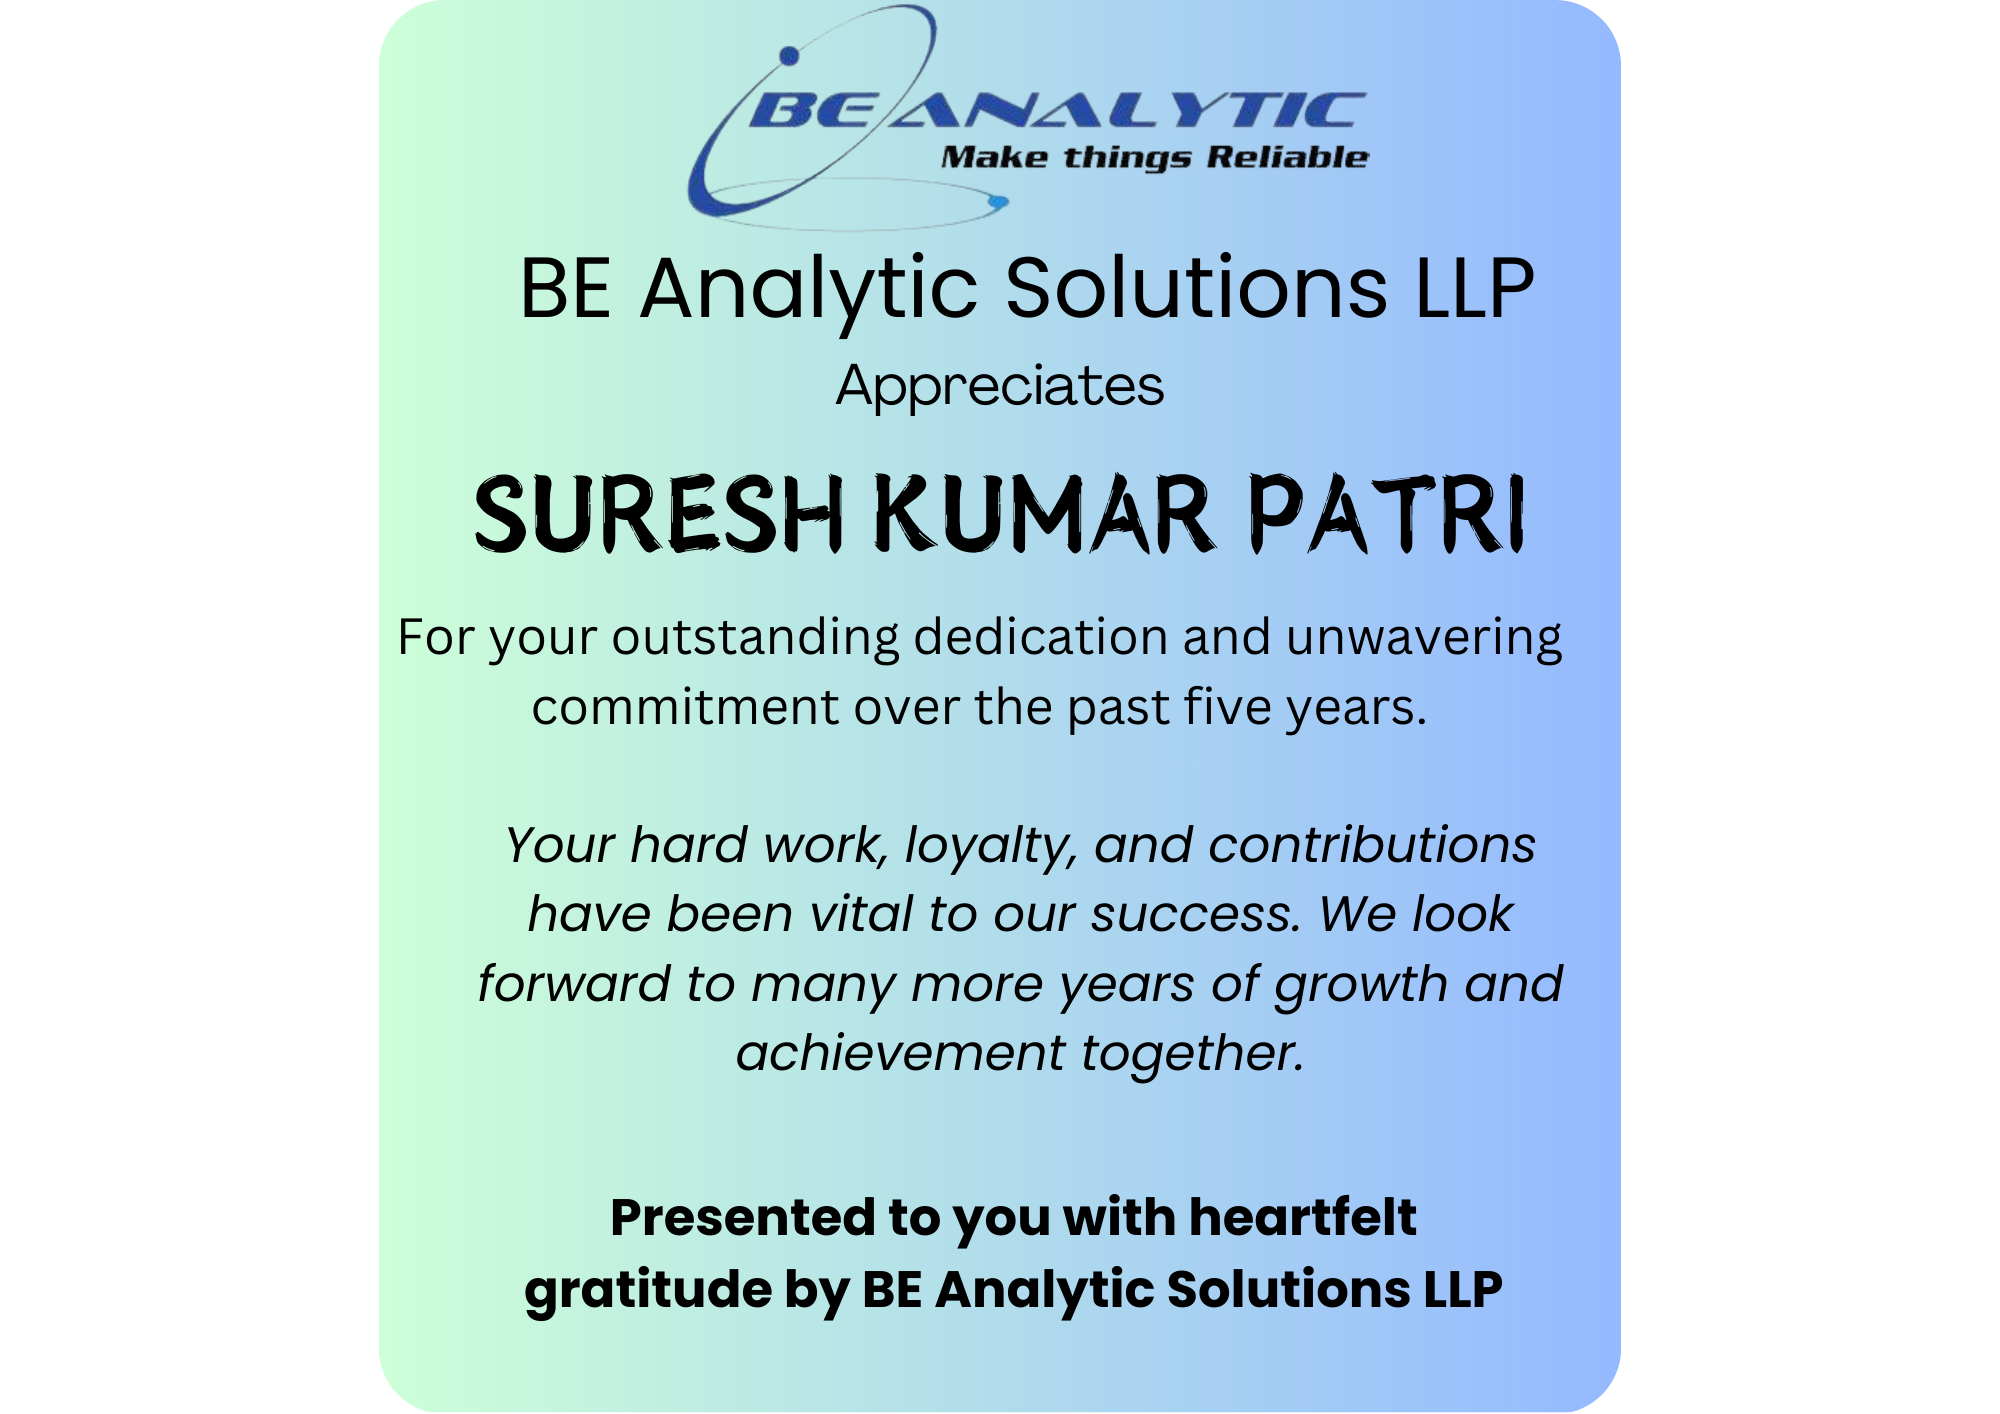 BE ANALYTIC
Make things Reliable
BE Analytic Solutions LLP
Appreciates
SURESH KUMAR PATRI
For your outstanding dedication and unwavering
commitment over the past five years.
Your hard work, loyalty, and contributions
have been vital to our success. We look
forward to many more years of growth and
achievement together.
Presented to you with heartfelt
gratitude by BE Analytic Solutions LLP